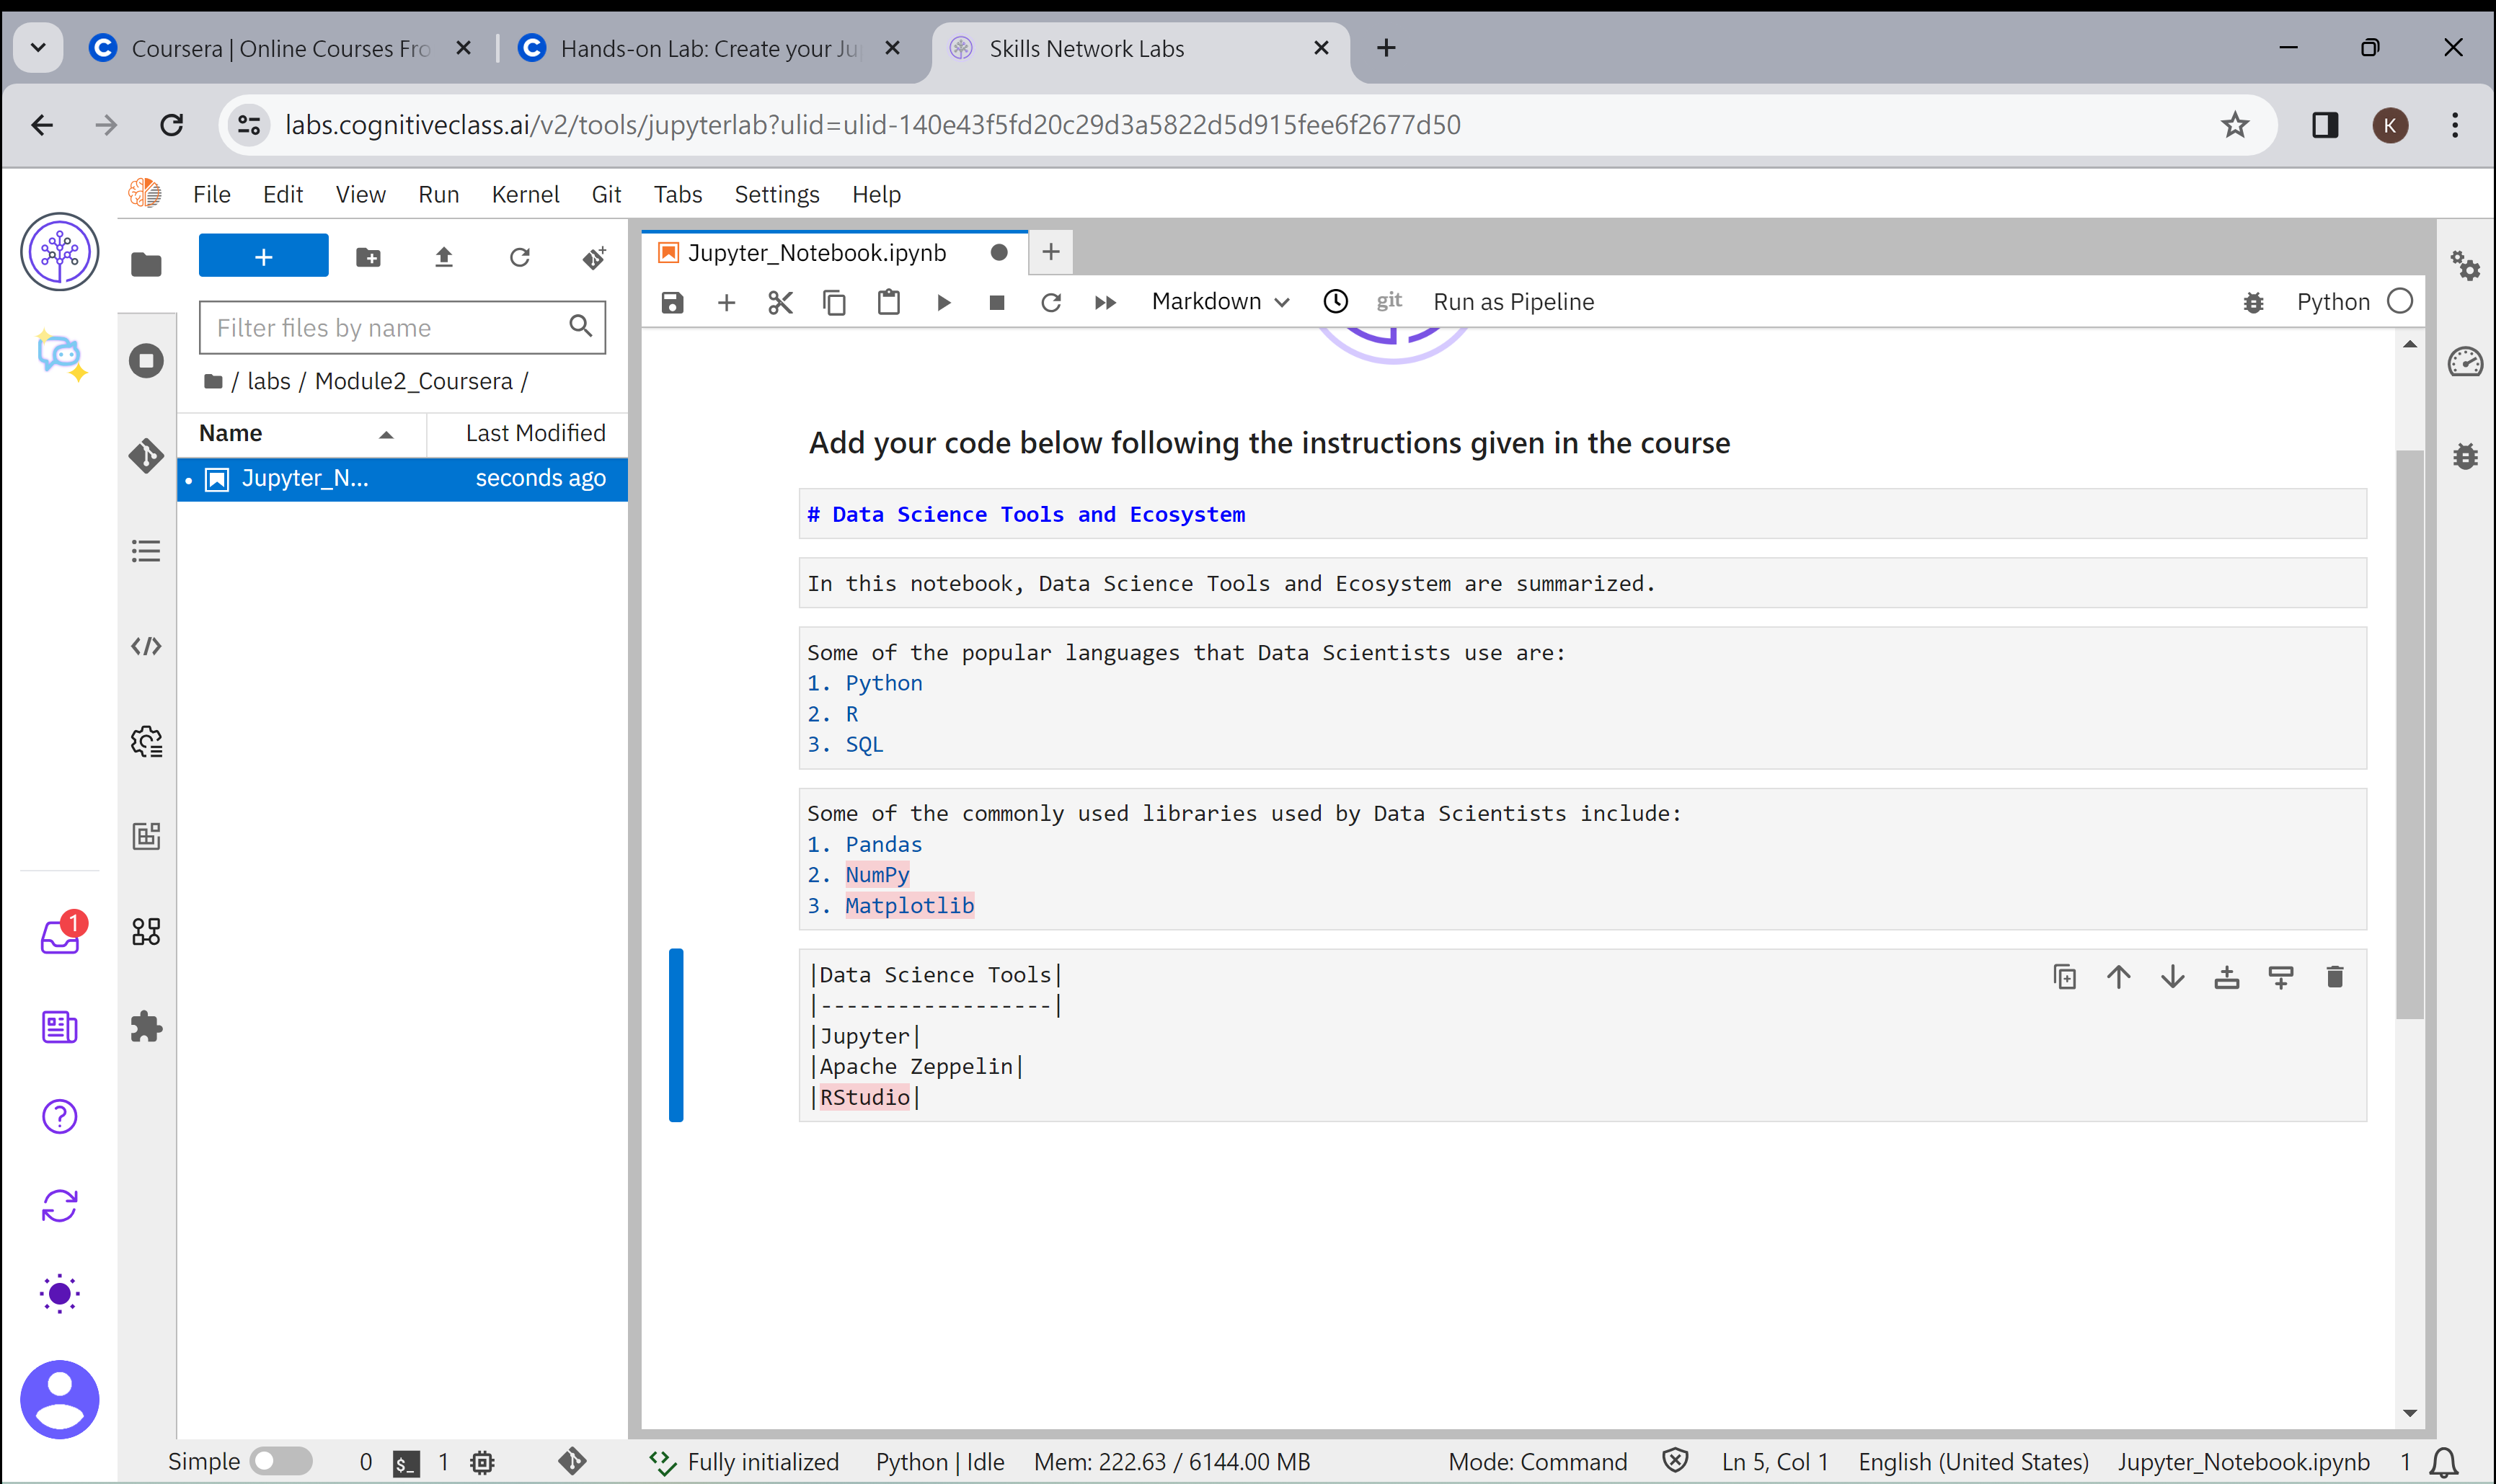 Coursera | Online Courses Fro
Hands-on Lab: Create your Ju
Skills Network Labs
labs.cognitiveclass.ai/v2/tools/jupyterlab?ulid=ulid-140e43f5fd20c29d3a5822d5d915fee6f2677d50
K
File Edit View Run Kernel Git Tabs Settings Help
Filter files by name
/ labs / Module2_Coursera /
Name Last Modified
Jupyter_N... seconds ago
Jupyter_Notebook.ipynb
Markdown git Run as Pipeline Python
Add your code below following the instructions given in the course
# Data Science Tools and Ecosystem
In this notebook, Data Science Tools and Ecosystem are summarized.
Some of the popular languages that Data Scientists use are:
1. Python
2. R
3. SQL
Some of the commonly used libraries used by Data Scientists include:
1. Pandas
2. NumPy
3. Matplotlib
|Data Science Tools|
|------------------|
|Jupyter|
|Apache Zeppelin|
|RStudio|
1
Simple 0 $_ 1 Fully initialized Python | Idle Mem: 222.63 / 6144.00 MB Mode: Command Ln 5, Col 1 English (United States) Jupyter_Notebook.ipynb 1